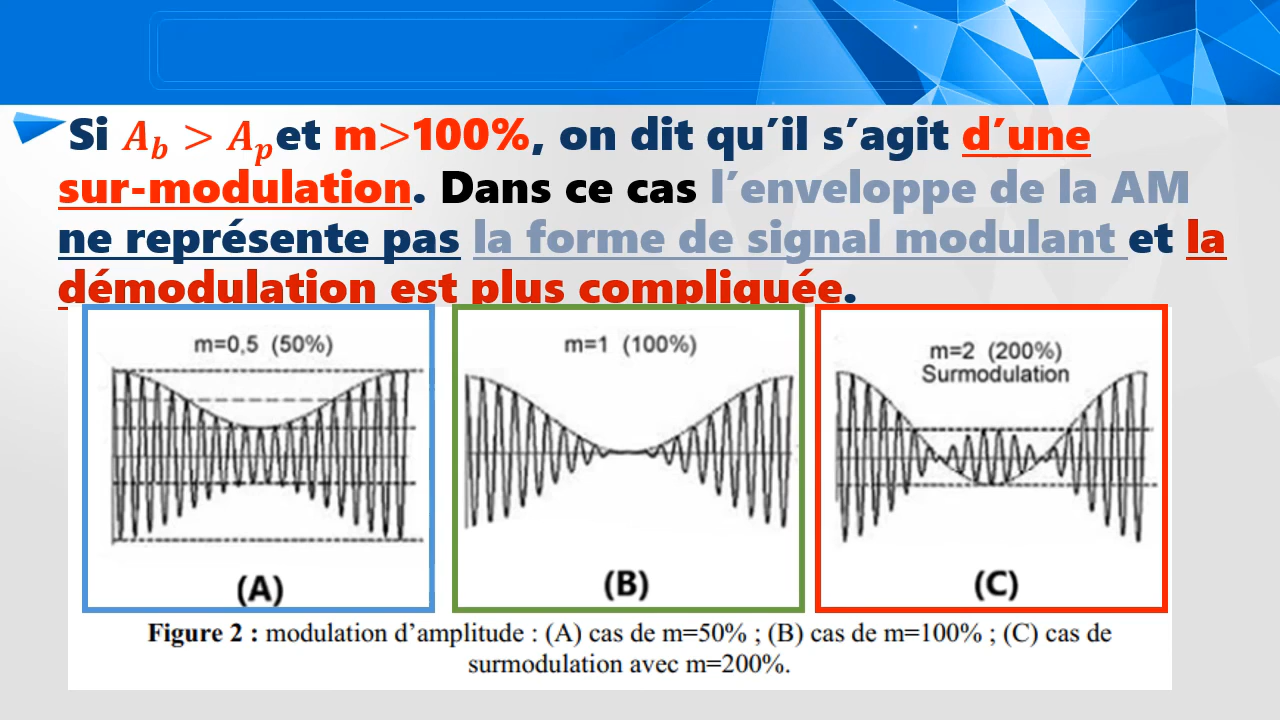 Si A_b > A_p et m>100%, on dit qu’il s’agit d’une
sur-modulation. Dans ce cas l’enveloppe de la AM
ne représente pas la forme de signal modulant et la
démodulation est plus compliquée.
m=0,5 (50%)
m=1 (100%)
m=2 (200%)
Surmodulation
(A)
(B)
(C)
Figure 2 : modulation d’amplitude : (A) cas de m=50% ; (B) cas de m=100% ; (C) cas de
surmodulation avec m=200%.